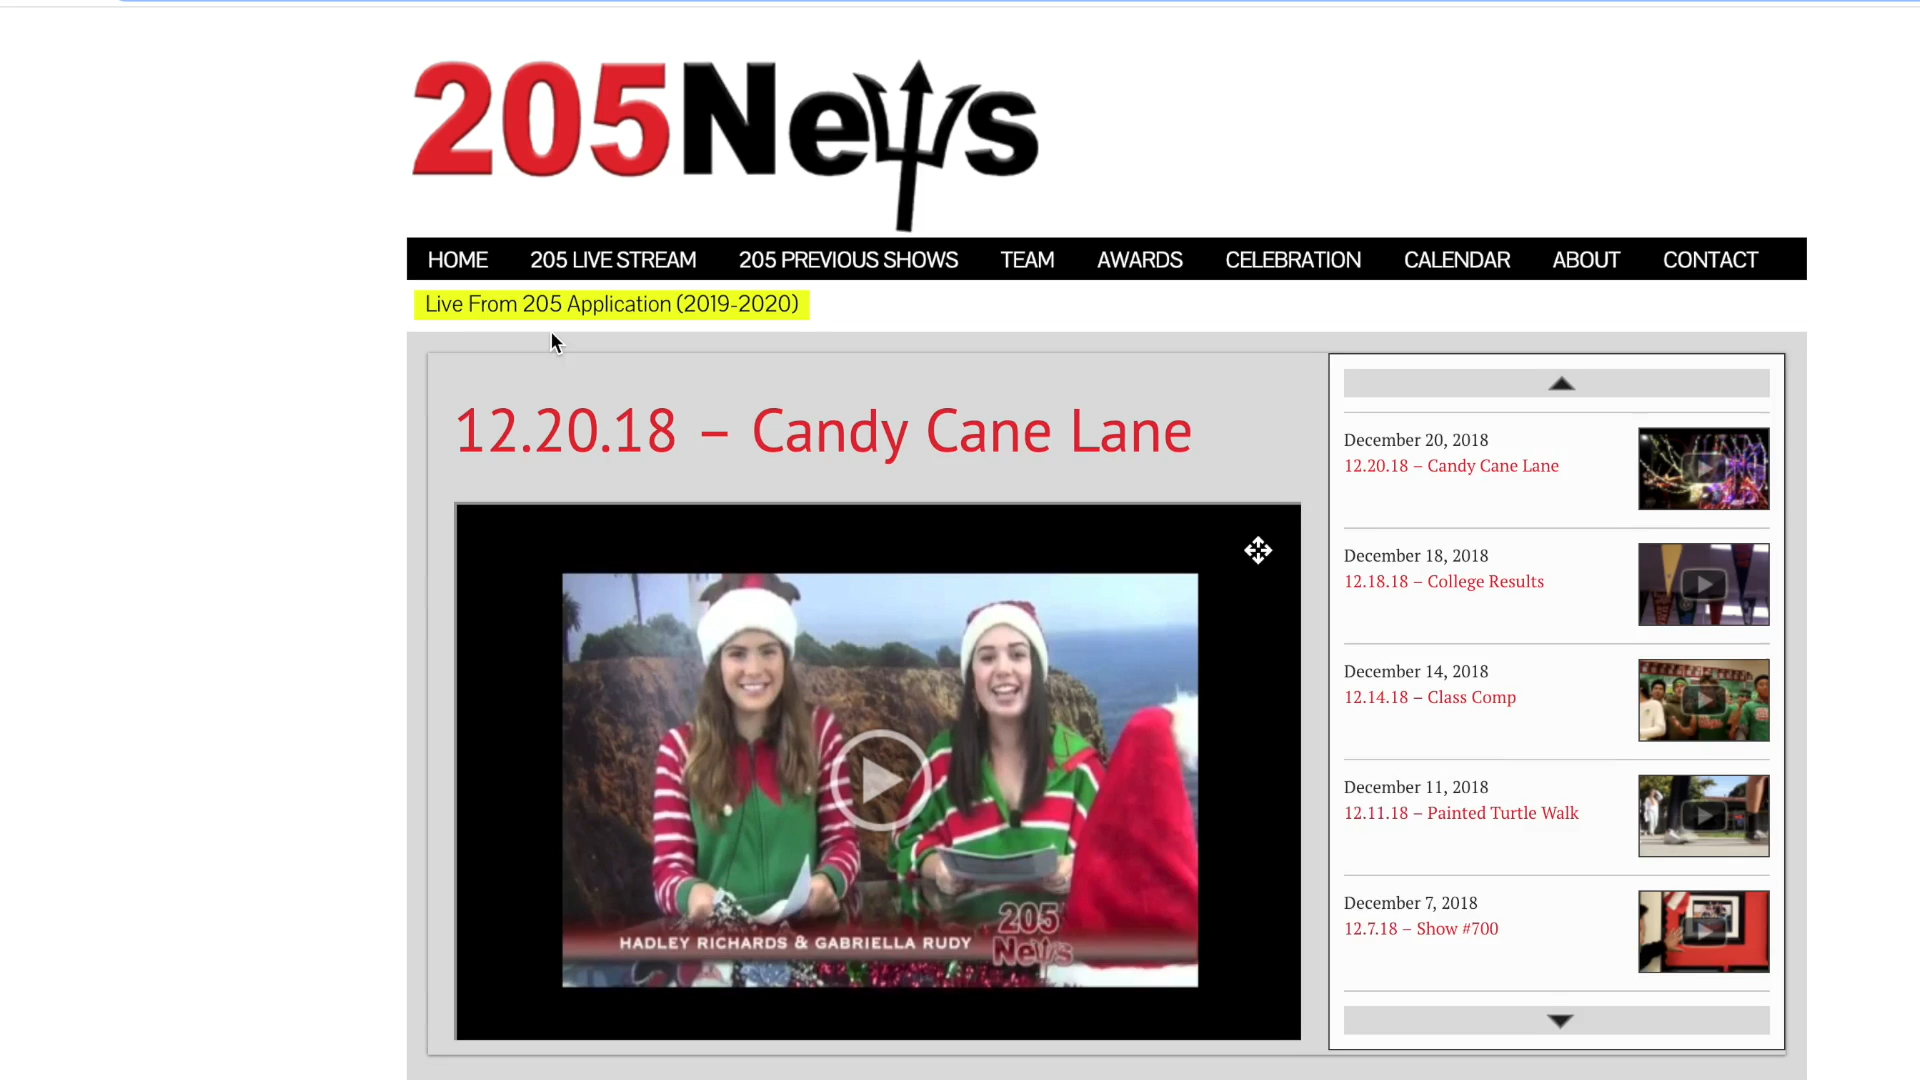 205News
HOME 205 LIVE STREAM 205 PREVIOUS SHOWS TEAM AWARDS CELEBRATION CALENDAR ABOUT CONTACT
Live From 205 Application (2019-2020)
12.20.18 – Candy Cane Lane
HADLEY RICHARDS & GABRIELLA RUDY
205
News
December 20, 2018
12.20.18 – Candy Cane Lane
December 18, 2018
12.18.18 – College Results
December 14, 2018
12.14.18 – Class Comp
December 11, 2018
12.11.18 – Painted Turtle Walk
December 7, 2018
12.7.18 – Show #700